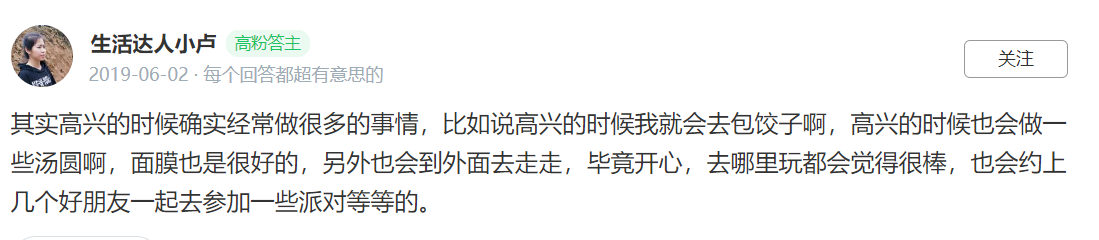 生活达人小卢 高粉答主
2019-06-02 · 每个回答都超有意思的
关注
其实高兴的时候确实经常做很多的事情，比如说高兴的时候我就会去包饺子啊，高兴的时候也会做一
些汤圆啊，面膜也是很好的，另外也会到外面去走走，毕竟开心，去哪里玩都会觉得很棒，也会约上
几个好朋友一起去参加一些派对等等的。